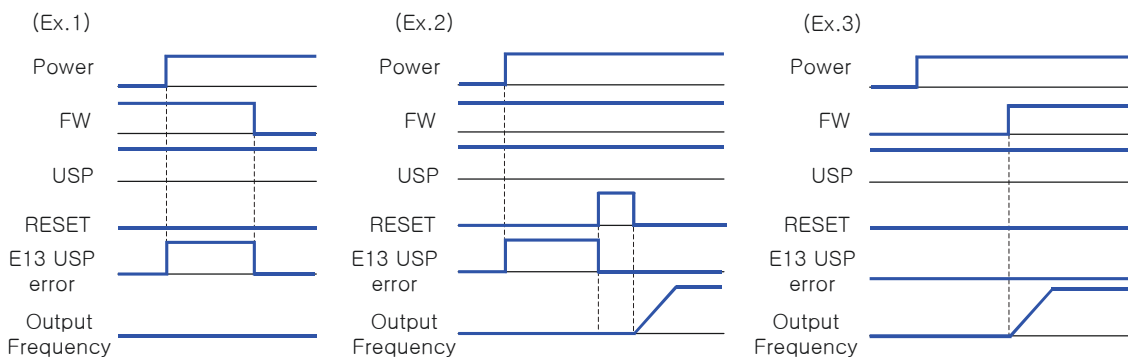 (Ex.1)
Power
FW
USP
RESET
E13 USP
error
Output
Frequency
(Ex.2)
Power
FW
USP
RESET
E13 USP
error
Output
Frequency
(Ex.3)
Power
FW
USP
RESET
E13 USP
error
Output
Frequency